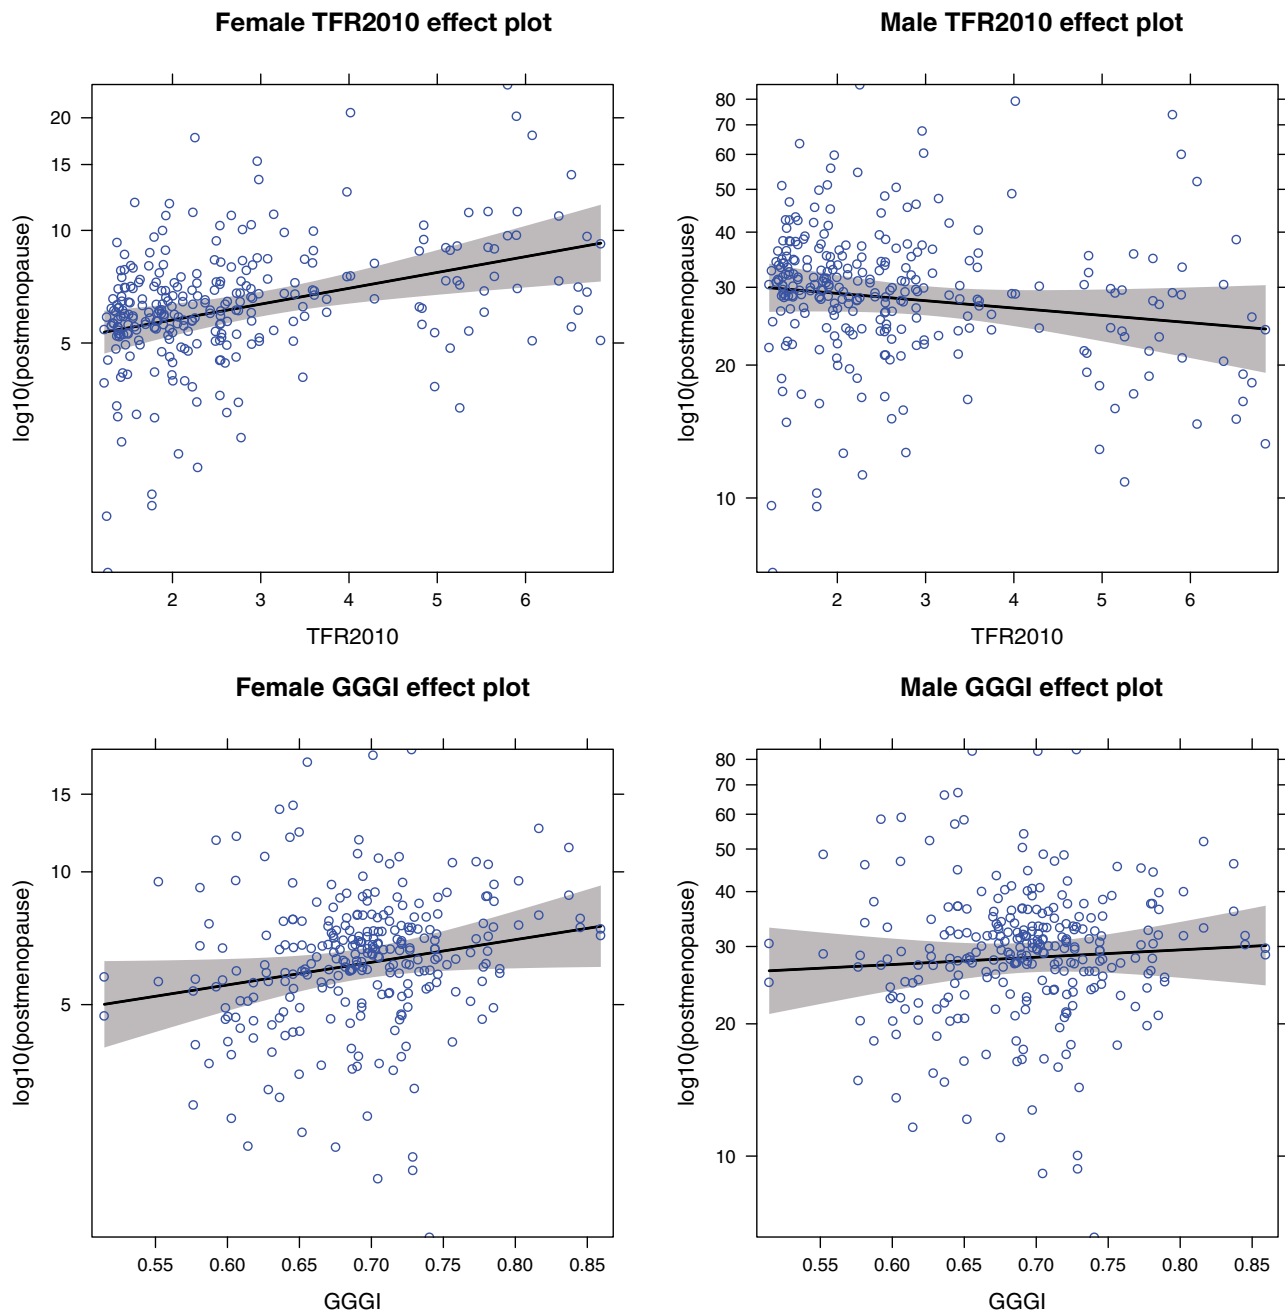 Female TFR2010 effect plot
Male TFR2010 effect plot
log10(postmenopause)
20
15
10
5
2 3 4 5 6
TFR2010
log10(postmenopause)
80
70
60
50
40
30
20
10
2 3 4 5 6
TFR2010
Female GGGI effect plot
Male GGGI effect plot
log10(postmenopause)
15
10
5
0.55 0.60 0.65 0.70 0.75 0.80 0.85
GGGI
log10(postmenopause)
80
70
60
50
40
30
20
10
0.55 0.60 0.65 0.70 0.75 0.80 0.85
GGGI